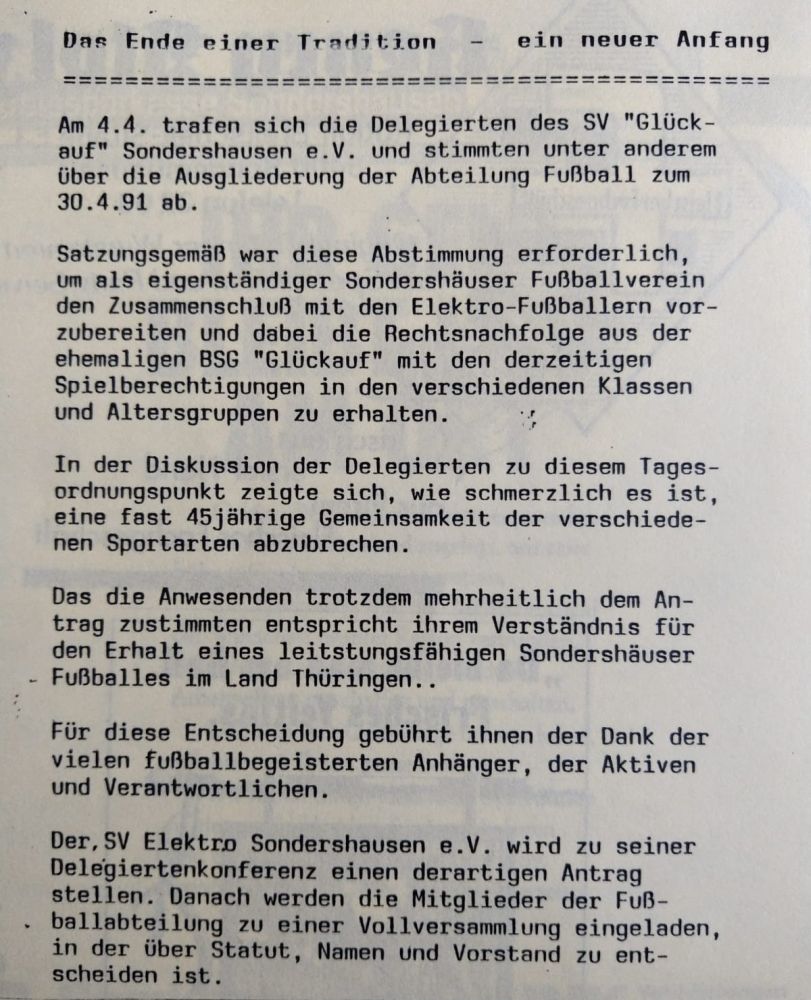 Das Ende einer Tradition - ein neuer Anfang
===========================================
Am 4.4. trafen sich die Delegierten des SV "Glück-
auf" Sondershausen e.V. und stimmten unter anderem
über die Ausgliederung der Abteilung Fußball zum
30.4.91 ab.
Satzungsgemäß war diese Abstimmung erforderlich,
um als eigenständiger Sondershäuser Fußballverein
den Zusammenschluß mit den Elektro-Fußballern vor-
zubereiten und dabei die Rechtsnachfolge aus der
ehemaligen BSG "Glückauf" mit den derzeitigen
Spielberechtigungen in den verschiedenen Klassen
und Altersgruppen zu erhalten.
In der Diskussion der Delegierten zu diesem Tages-
ordnungspunkt zeigte sich, wie schmerzlich es ist,
eine fast 45jährige Gemeinsamkeit der verschiede-
nen Sportarten abzubrechen.
Das die Anwesenden trotzdem mehrheitlich dem An-
trag zustimmten entspricht ihrem Verständnis für
den Erhalt eines leitstungsfähigen Sondershäuser
Fußballes im Land Thüringen..
Für diese Entscheidung gebührt ihnen der Dank der
vielen fußballbegeisterten Anhänger, der Aktiven
und Verantwortlichen.
Der SV Elektro Sondershausen e.V. wird zu seiner
Delegiertenkonferenz einen derartigen Antrag
stellen. Danach werden die Mitglieder der Fuß-
ballabteilung zu einer Vollversammlung eingeladen,
in der über Statut, Namen und Vorstand zu ent-
scheiden ist.